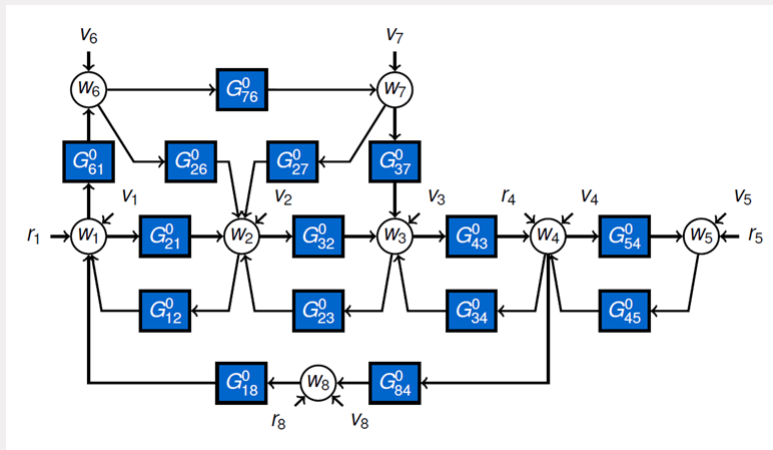 v6 v7
w6 G⁰76 w7
G⁰61 G⁰26 G⁰27 G⁰37
v1 v2 v3 r4 v4 v5
r1 w1 G⁰21 w2 G⁰32 w3 G⁰43 w4 G⁰54 w5 r5
G⁰12 G⁰23 G⁰34 G⁰45
G⁰18 w8 G⁰84
r8 v8